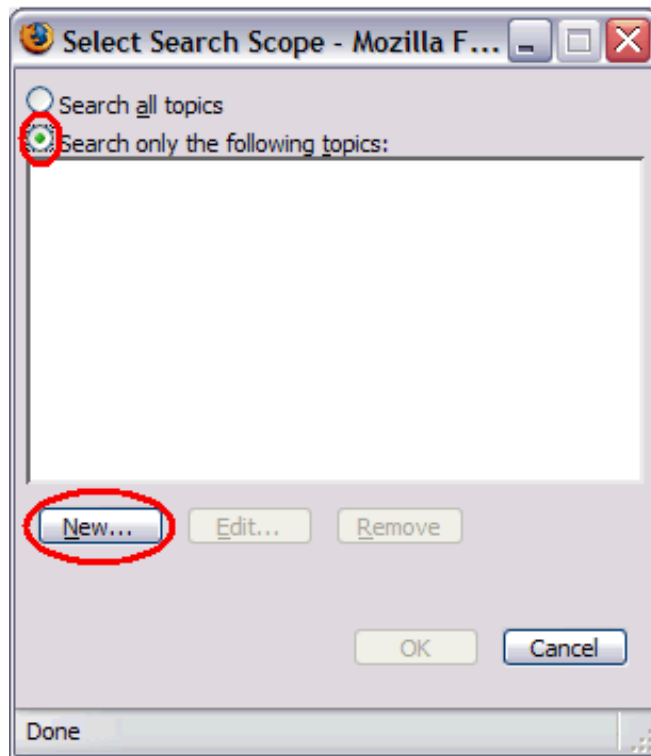 Select Search Scope - Mozilla F...
Search all topics
Search only the following topics:
New... Edit... Remove
OK Cancel
Done